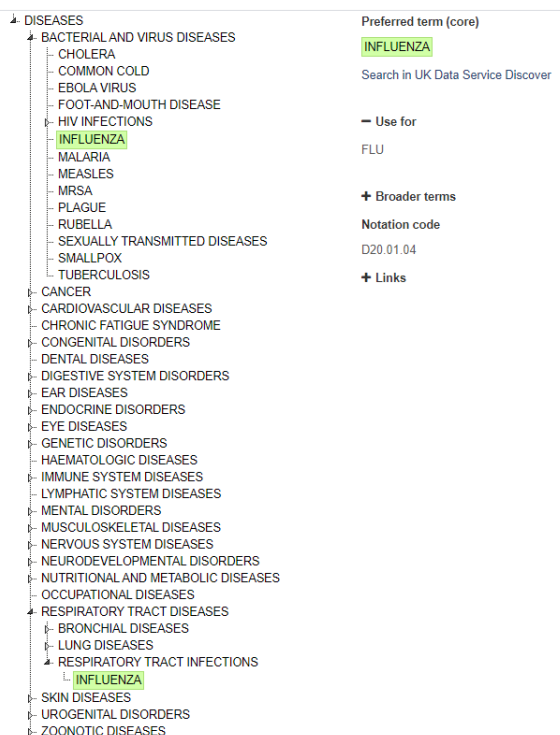 DISEASES
BACTERIAL AND VIRUS DISEASES
CHOLERA
COMMON COLD
EBOLA VIRUS
FOOT-AND-MOUTH DISEASE
HIV INFECTIONS
INFLUENZA
MALARIA
MEASLES
MRSA
PLAGUE
RUBELLA
SEXUALLY TRANSMITTED DISEASES
SMALLPOX
TUBERCULOSIS
CANCER
CARDIOVASCULAR DISEASES
CHRONIC FATIGUE SYNDROME
CONGENITAL DISORDERS
DENTAL DISEASES
DIGESTIVE SYSTEM DISORDERS
EAR DISEASES
ENDOCRINE DISORDERS
EYE DISEASES
GENETIC DISORDERS
HAEMATOLOGIC DISEASES
IMMUNE SYSTEM DISEASES
LYMPHATIC SYSTEM DISEASES
MENTAL DISORDERS
MUSCULOSKELETAL DISEASES
NERVOUS SYSTEM DISEASES
NEURODEVELOPMENTAL DISORDERS
NUTRITIONAL AND METABOLIC DISEASES
OCCUPATIONAL DISEASES
RESPIRATORY TRACT DISEASES
BRONCHIAL DISEASES
LUNG DISEASES
RESPIRATORY TRACT INFECTIONS
INFLUENZA
SKIN DISEASES
UROGENITAL DISORDERS
ZOONOTIC DISEASES
Preferred term (core)
INFLUENZA
Search in UK Data Service Discover
Use for
FLU
Broader terms
Notation code
D20.01.04
Links